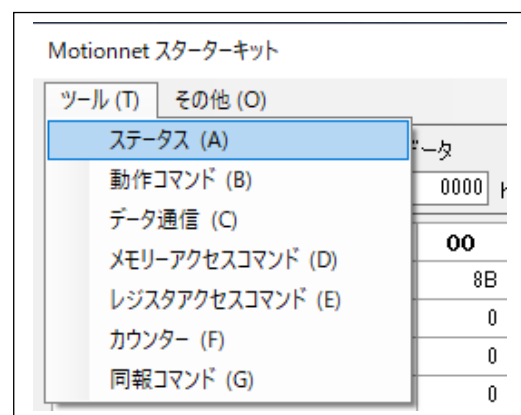 Motionnet スターターキット
ツール (T) その他 (O)
ステータス (A)
ータ
動作コマンド (B)
0000
データ通信 (C)
00
メモリーアクセスコマンド (D)
8B
レジスタアクセスコマンド (E)
0
カウンター (F)
0
同報コマンド (G)
0